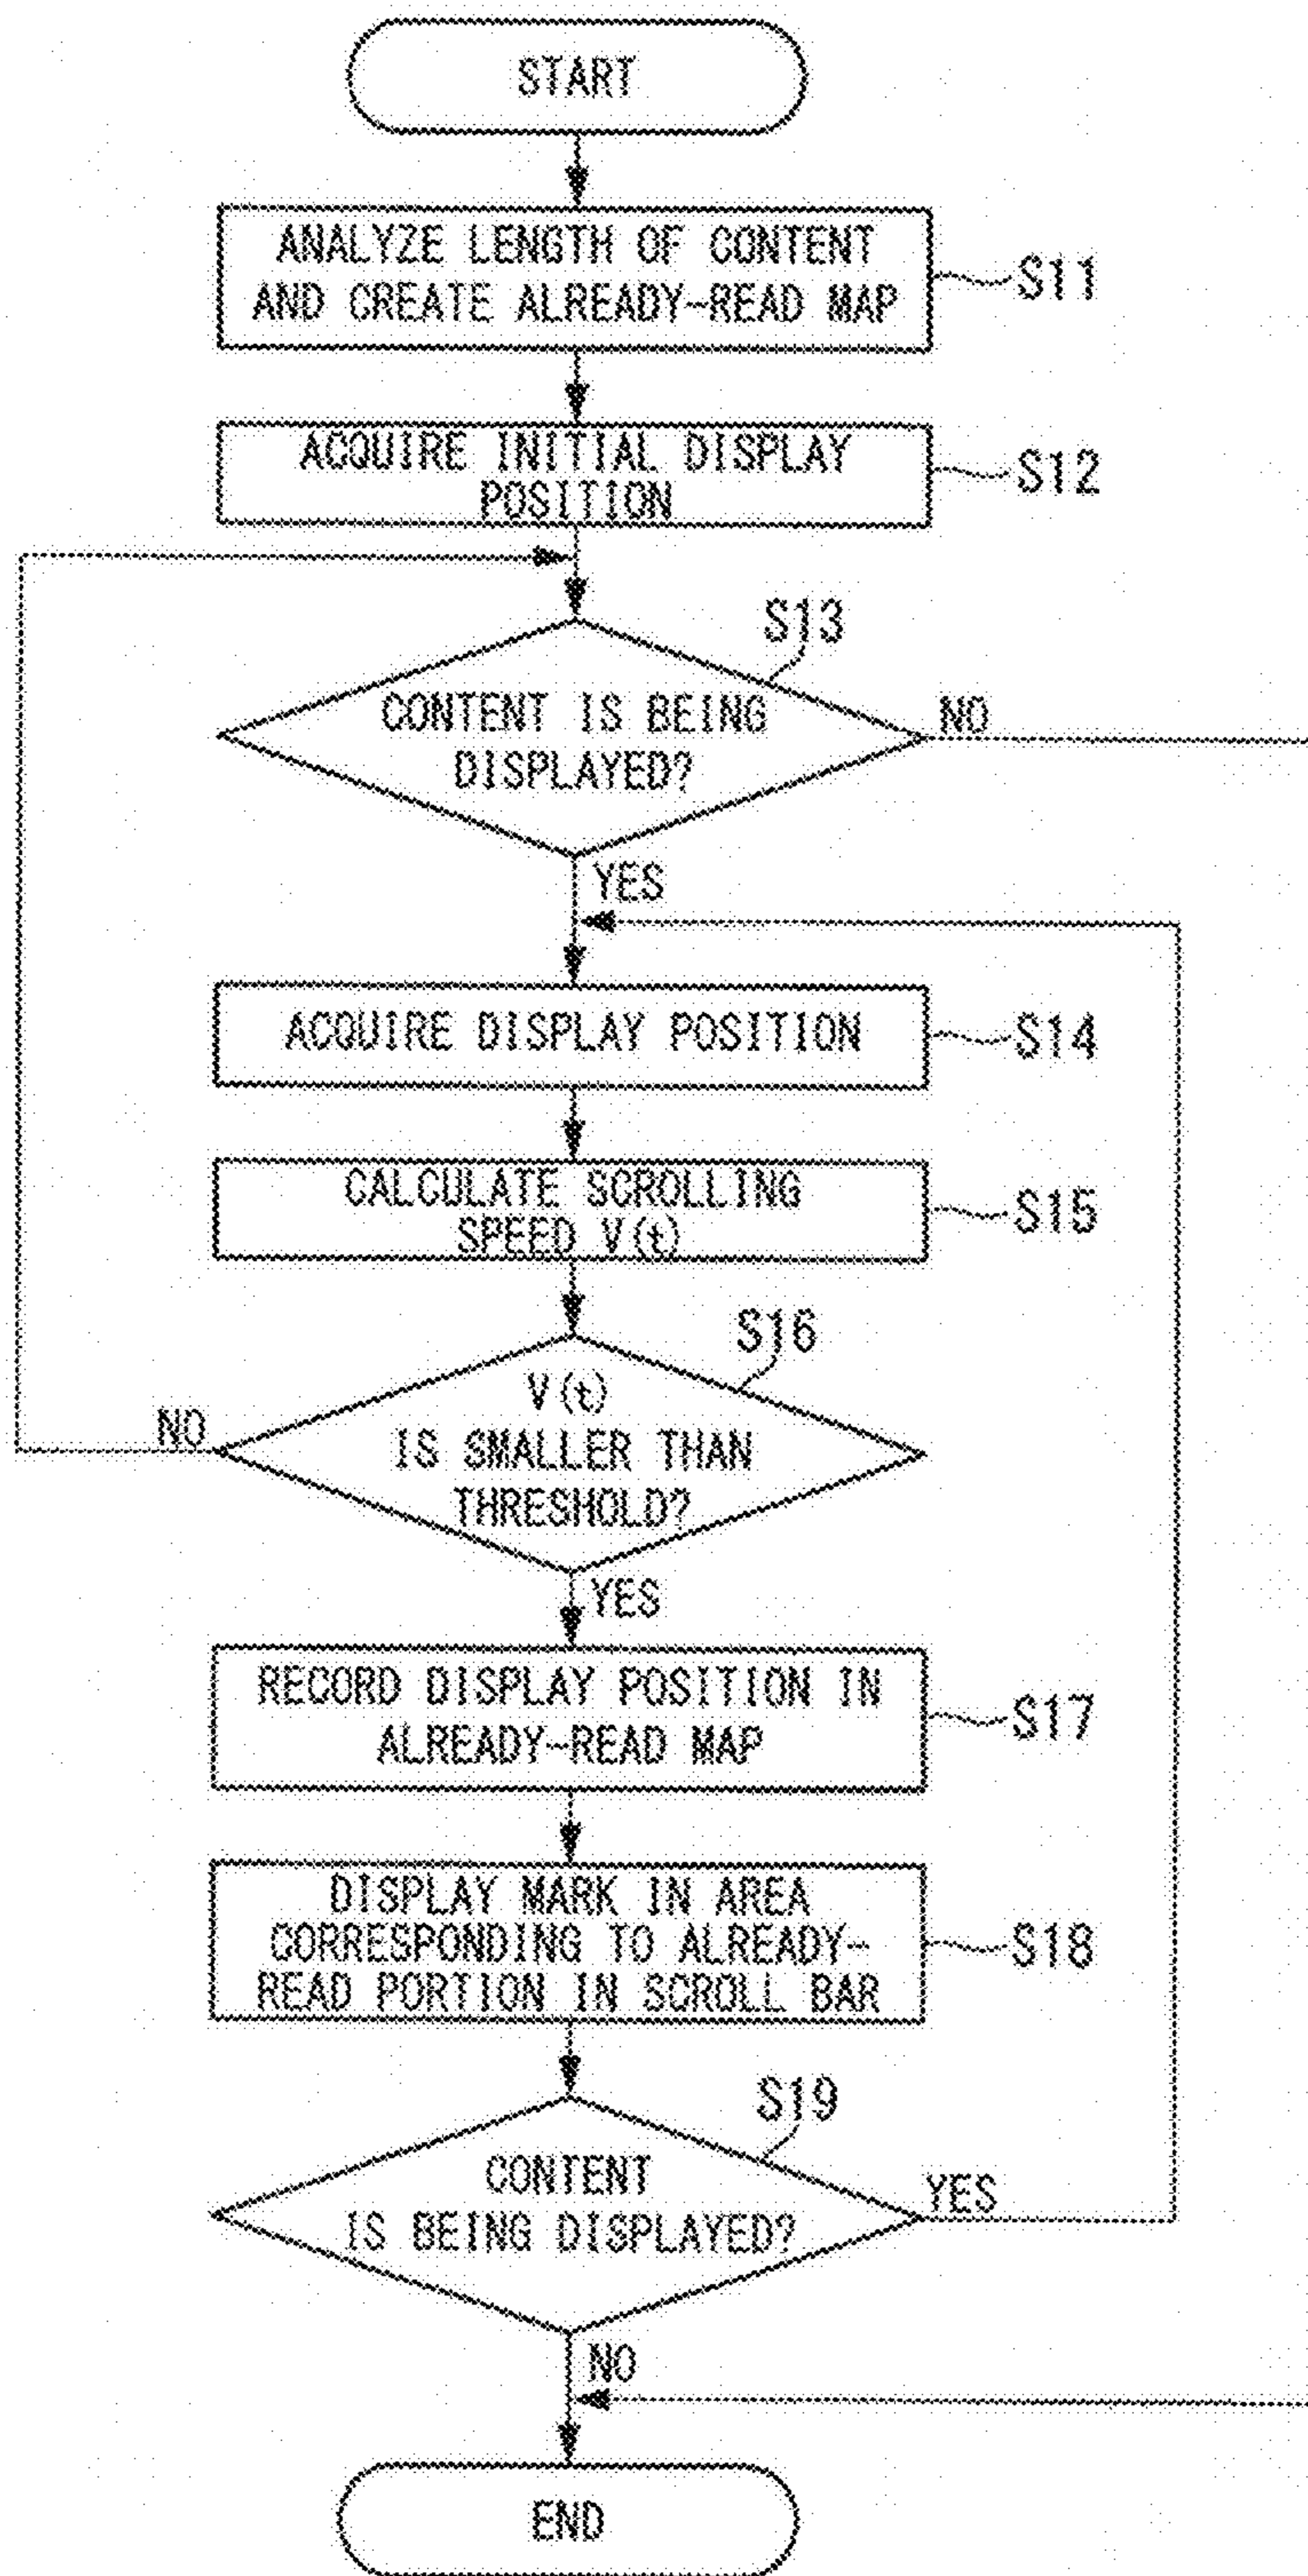 START
ANALYZE LENGTH OF CONTENT
AND CREATE ALREADY-READ MAP
S11
ACQUIRE INITIAL DISPLAY
POSITION
S12
S13
CONTENT IS BEING
DISPLAYED?
NO
YES
ACQUIRE DISPLAY POSITION
S14
CALCULATE SCROLLING
SPEED V(t)
S15
S16
V(t)
IS SMALLER THAN
THRESHOLD?
NO
YES
RECORD DISPLAY POSITION IN
ALREADY-READ MAP
S17
DISPLAY MARK IN AREA
CORRESPONDING TO ALREADY-
READ PORTION IN SCROLL BAR
S18
S19
CONTENT
IS BEING DISPLAYED?
YES
NO
END